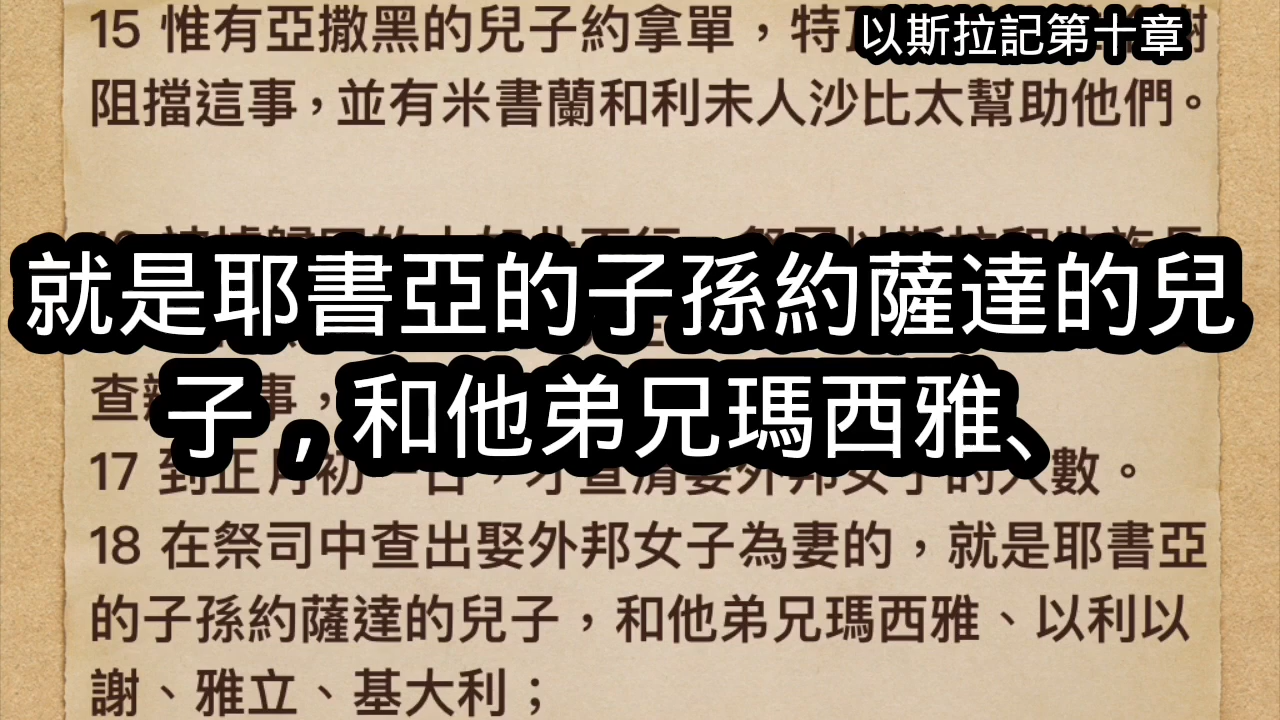 15 惟有亞撒黑的兒子約拿單，特
以斯拉記第十章
阻擋這事，並有米書蘭和利未人沙比太幫助他們。
就是耶書亞的子孫約薩達的兒
子，和他弟兄瑪西雅、
查 事，
17 到正月初一日，才查清娶外邦女子的人數。
18 在祭司中查出娶外邦女子為妻的，就是耶書亞
的子孫約薩達的兒子，和他弟兄瑪西雅、以利以
謝、雅立、基大利；